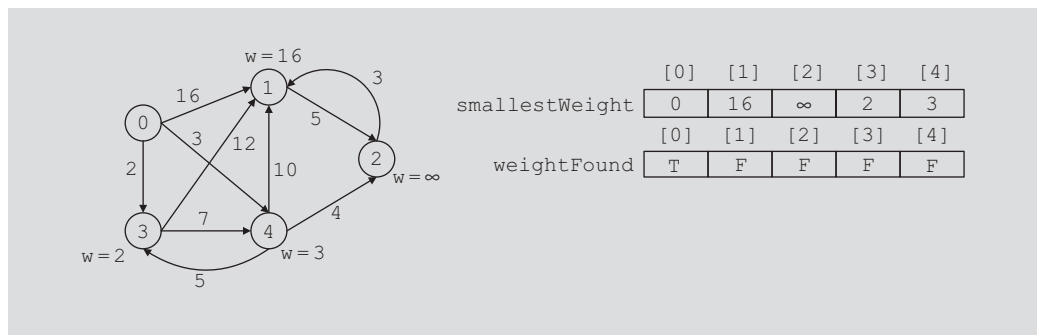 w = 16
[0] [1] [2] [3] [4]
smallestWeight 0 16 ∞ 2 3
[0] [1] [2] [3] [4]
weightFound T F F F F
1
3
16
5
0
3
12
2
2
10
w = ∞
4
7
3
4
w = 2
w = 3
5